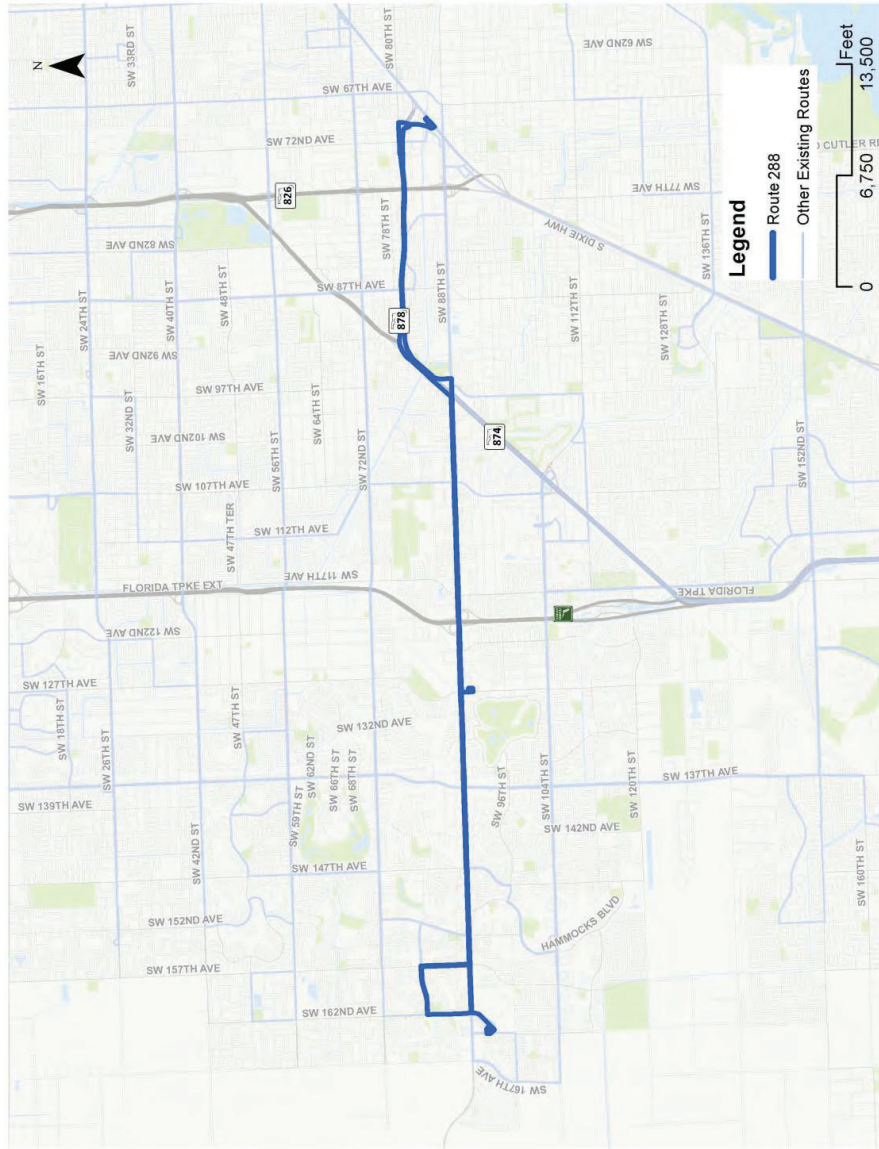 N
SW 33RD ST
SW 80TH ST
SW 62ND AVE
SW 67TH AVE
SW 72ND AVE
826
SW 78TH ST
SW 77TH AVE
CUTLER RD
SW 82ND AVE
SW 24TH ST
SW 40TH ST
SW 48TH ST
SW 87TH AVE
SW 88TH ST
S DIXIE HWY
SW 136TH ST
SW 16TH ST
SW 92ND AVE
878
SW 112TH ST
SW 128TH ST
SW 32ND ST
SW 97TH AVE
SW 64TH ST
SW 102ND AVE
SW 56TH ST
SW 72ND ST
874
SW 152ND ST
SW 107TH AVE
SW 47TH TER
SW 112TH AVE
FLORIDA TPKE EXT
SW 117TH AVE
FLORIDA TPKE
SW 122ND AVE
SW 127TH AVE
SW 18TH ST
SW 26TH ST
SW 47TH ST
SW 132ND AVE
SW 62ND ST
SW 66TH ST
SW 68TH ST
SW 59TH ST
SW 96TH ST
SW 104TH ST
SW 120TH ST
SW 137TH AVE
SW 139TH AVE
SW 42ND ST
SW 142ND AVE
SW 147TH AVE
SW 160TH ST
SW 152ND AVE
HAMMOCKS BLVD
SW 157TH AVE
SW 162ND AVE
SW 167TH AVE
Legend
Route 288
Other Existing Routes
0 6,750 13,500
Feet